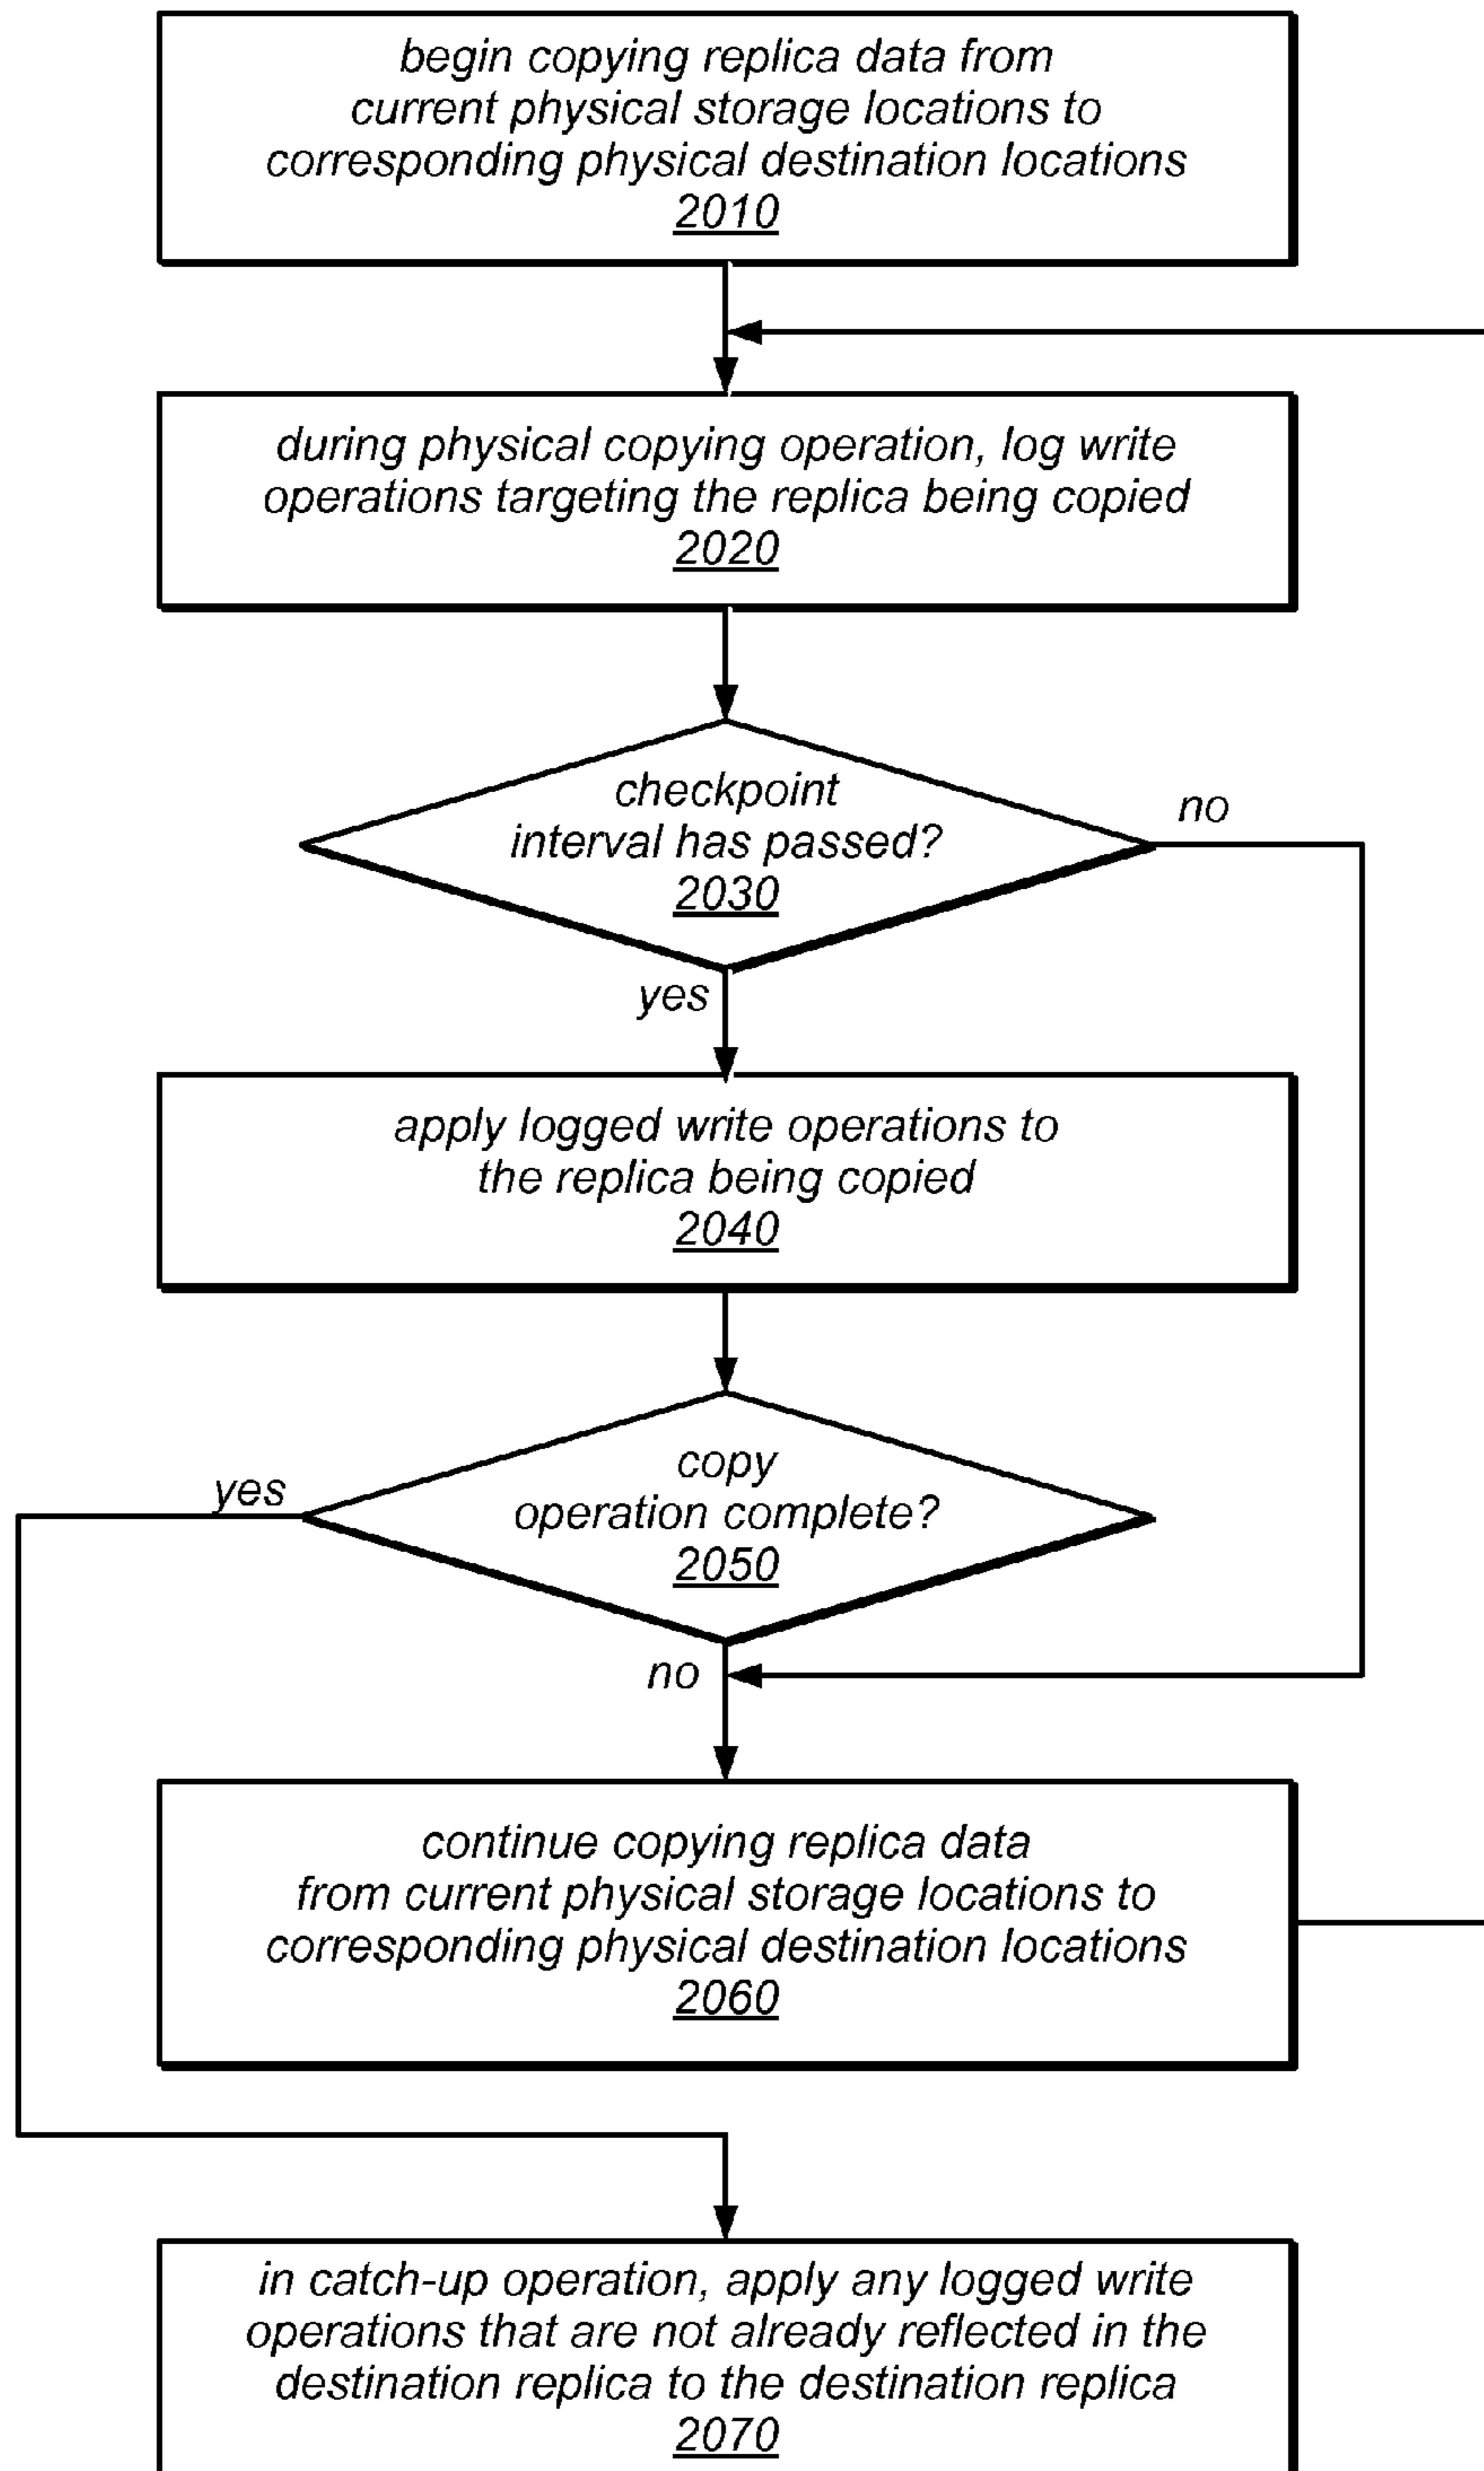 begin copying replica data from
current physical storage locations to
corresponding physical destination locations
2010
during physical copying operation, log write
operations targeting the replica being copied
2020
checkpoint
interval has passed?
2030
no
yes
apply logged write operations to
the replica being copied
2040
copy
operation complete?
2050
yes
no
continue copying replica data
from current physical storage locations to
corresponding physical destination locations
2060
in catch-up operation, apply any logged write
operations that are not already reflected in the
destination replica to the destination replica
2070